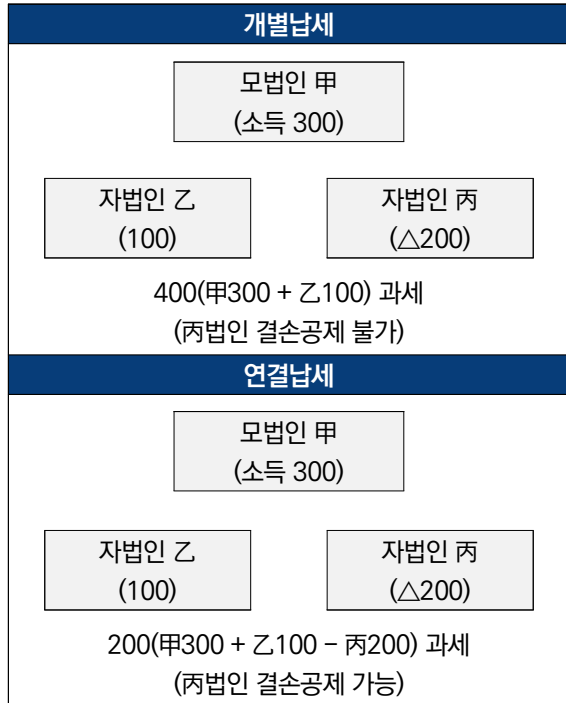 개별납세
모법인 甲
(소득 300)
자법인 乙
(100)
자법인 丙
(△200)
400(甲300 + 乙100) 과세
(丙법인 결손공제 불가)
연결납세
모법인 甲
(소득 300)
자법인 乙
(100)
자법인 丙
(△200)
200(甲300 + 乙100 – 丙200) 과세
(丙법인 결손공제 가능)